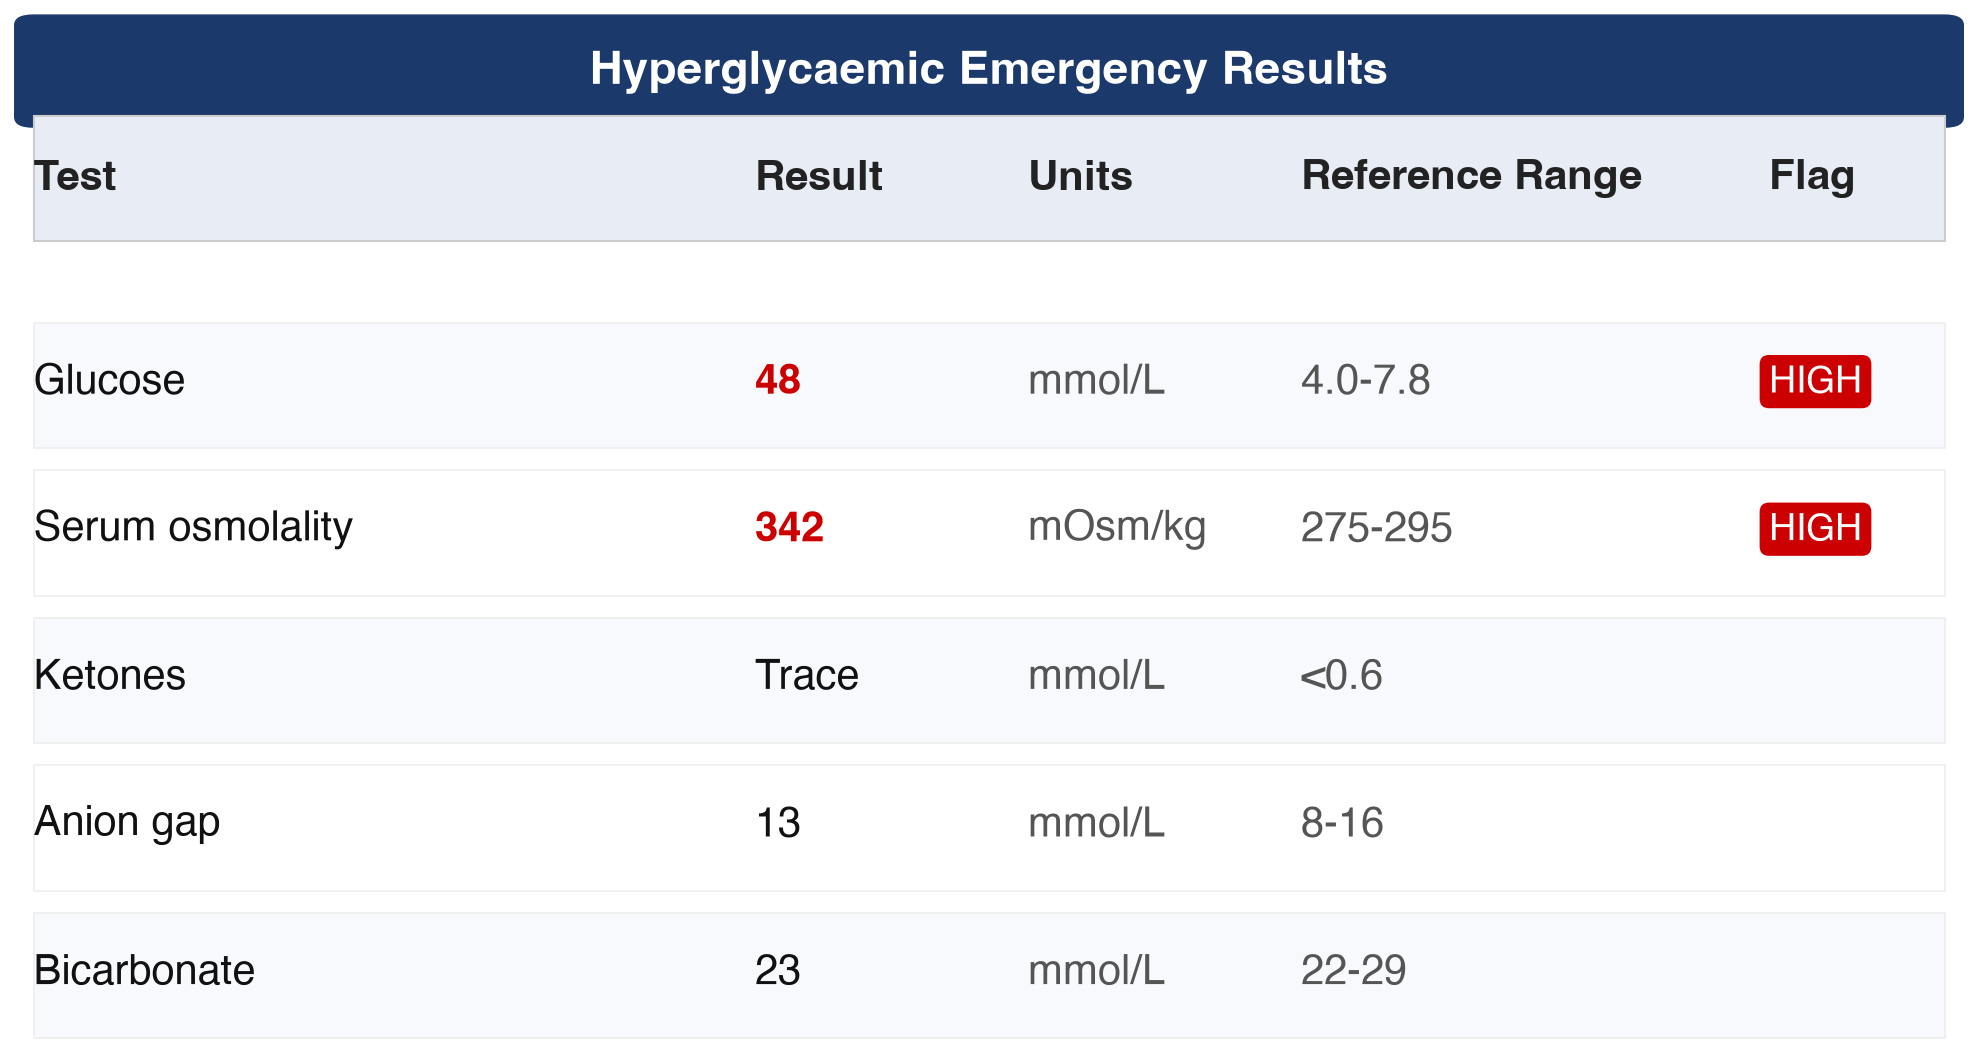 Hyperglycaemic Emergency Results
Test Result Units Reference Range Flag
Glucose 48 mmol/L 4.0-7.8 HIGH
Serum osmolality 342 mOsm/kg 275-295 HIGH
Ketones Trace mmol/L <0.6
Anion gap 13 mmol/L 8-16
Bicarbonate 23 mmol/L 22-29